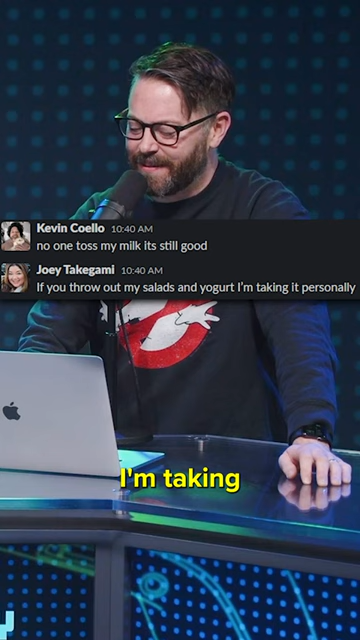 Kevin Coello 10:40 AM
no one toss my milk its still good
Joey Takegami 10:40 AM
If you throw out my salads and yogurt I'm taking it personally
I'm taking